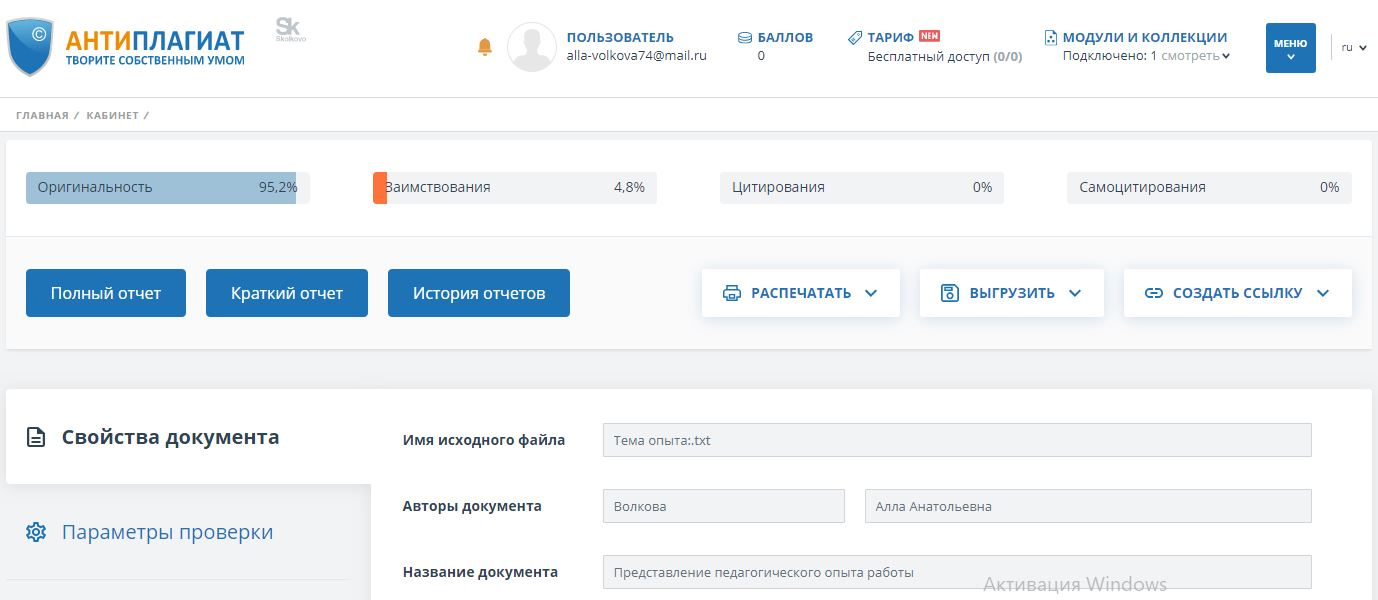 ©
АНТИПЛАГИАТ
ТВОРИТЕ СОБСТВЕННЫМ УМОМ
Sk
Skolkovo
ПОЛЬЗОВАТЕЛЬ
alla-volkova74@mail.ru
БАЛЛОВ
0
ТАРИФ NEW
Бесплатный доступ (0/0)
МОДУЛИ И КОЛЛЕКЦИИ
Подключено: 1 смотреть
МЕНЮ
ru
ГЛАВНАЯ / КАБИНЕТ /
Оригинальность 95,2%
Заимствования 4,8%
Цитирования 0%
Самоцитирования 0%
Полный отчет
Краткий отчет
История отчетов
РАСПЕЧАТАТЬ
ВЫГРУЗИТЬ
СОЗДАТЬ ССЫЛКУ
Свойства документа
Параметры проверки
Имя исходного файла Тема опыта:.txt
Авторы документа Волкова Алла Анатольевна
Название документа Представление педагогического опыта работы
Активация Windows